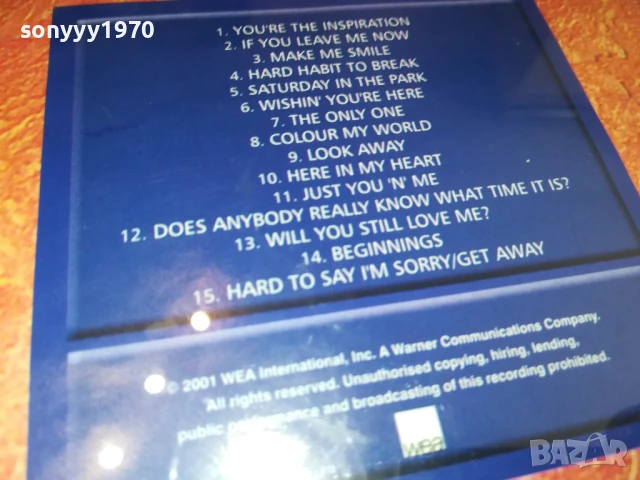 sonyyy1970
1. YOU'RE THE INSPIRATION
2. IF YOU LEAVE ME NOW
3. MAKE ME SMILE
4. HARD HABIT TO BREAK
5. SATURDAY IN THE PARK
6. WISHIN' YOU'RE HERE
7. THE ONLY ONE
8. COLOUR MY WORLD
9. LOOK AWAY
10. HERE IN MY HEART
11. JUST YOU 'N' ME
12. DOES ANYBODY REALLY KNOW WHAT TIME IT IS?
13. WILL YOU STILL LOVE ME?
14. BEGINNINGS
15. HARD TO SAY I'M SORRY/GET AWAY
© 2001 WEA International, Inc. A Warner Communications Company.
All rights reserved. Unauthorised copying, hiring, lending,
public performance and broadcasting of this recording prohibited.
wea
BAZAR